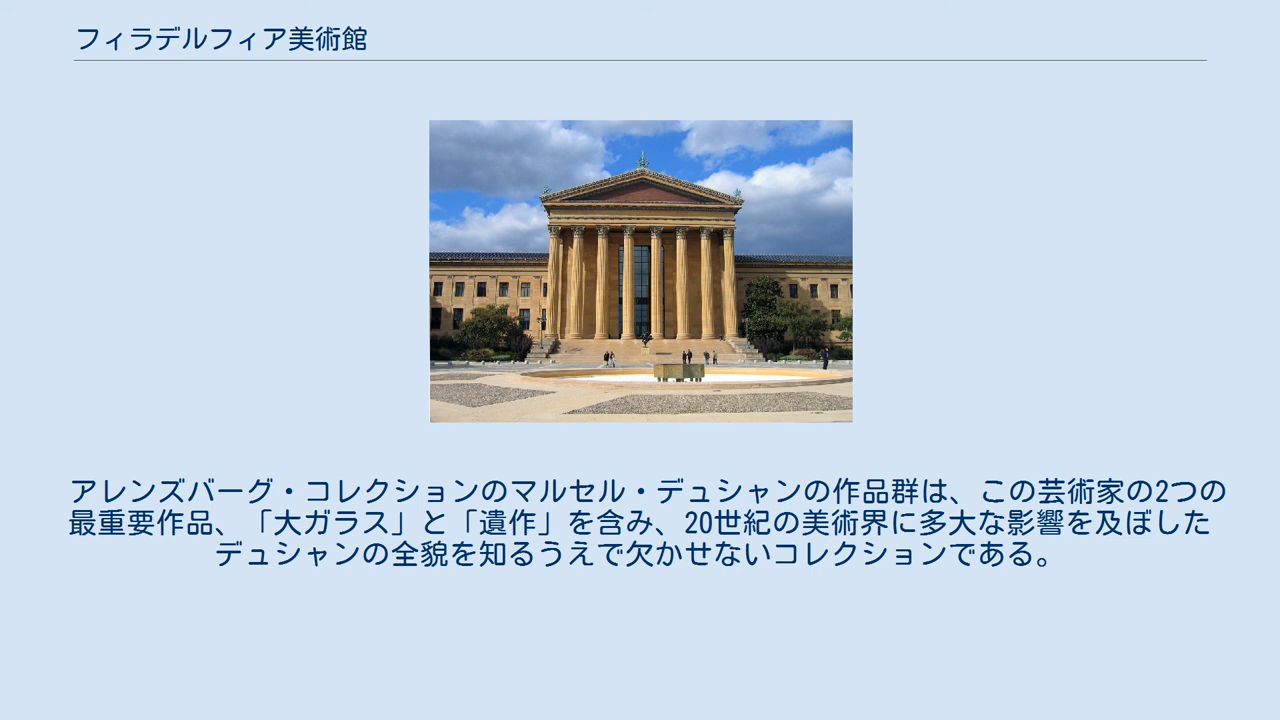 フィラデルフィア美術館
アレンズバーグ・コレクションのマルセル・デュシャンの作品群は、この芸術家の2つの
最重要作品、「大ガラス」と「遺作」を含み、20世紀の美術界に多大な影響を及ぼした
デュシャンの全貌を知るうえで欠かせないコレクションである。